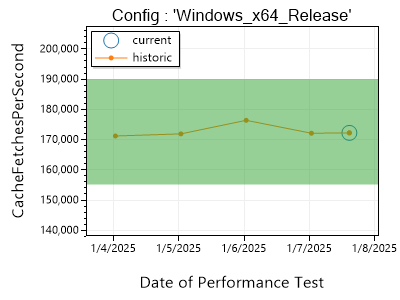 Config : 'Windows_x64_Release'
current
historic
CacheFetchesPerSecond
200,000
190,000
180,000
170,000
160,000
150,000
140,000
1/4/2025
1/5/2025
1/6/2025
1/7/2025
1/8/2025
Date of Performance Test